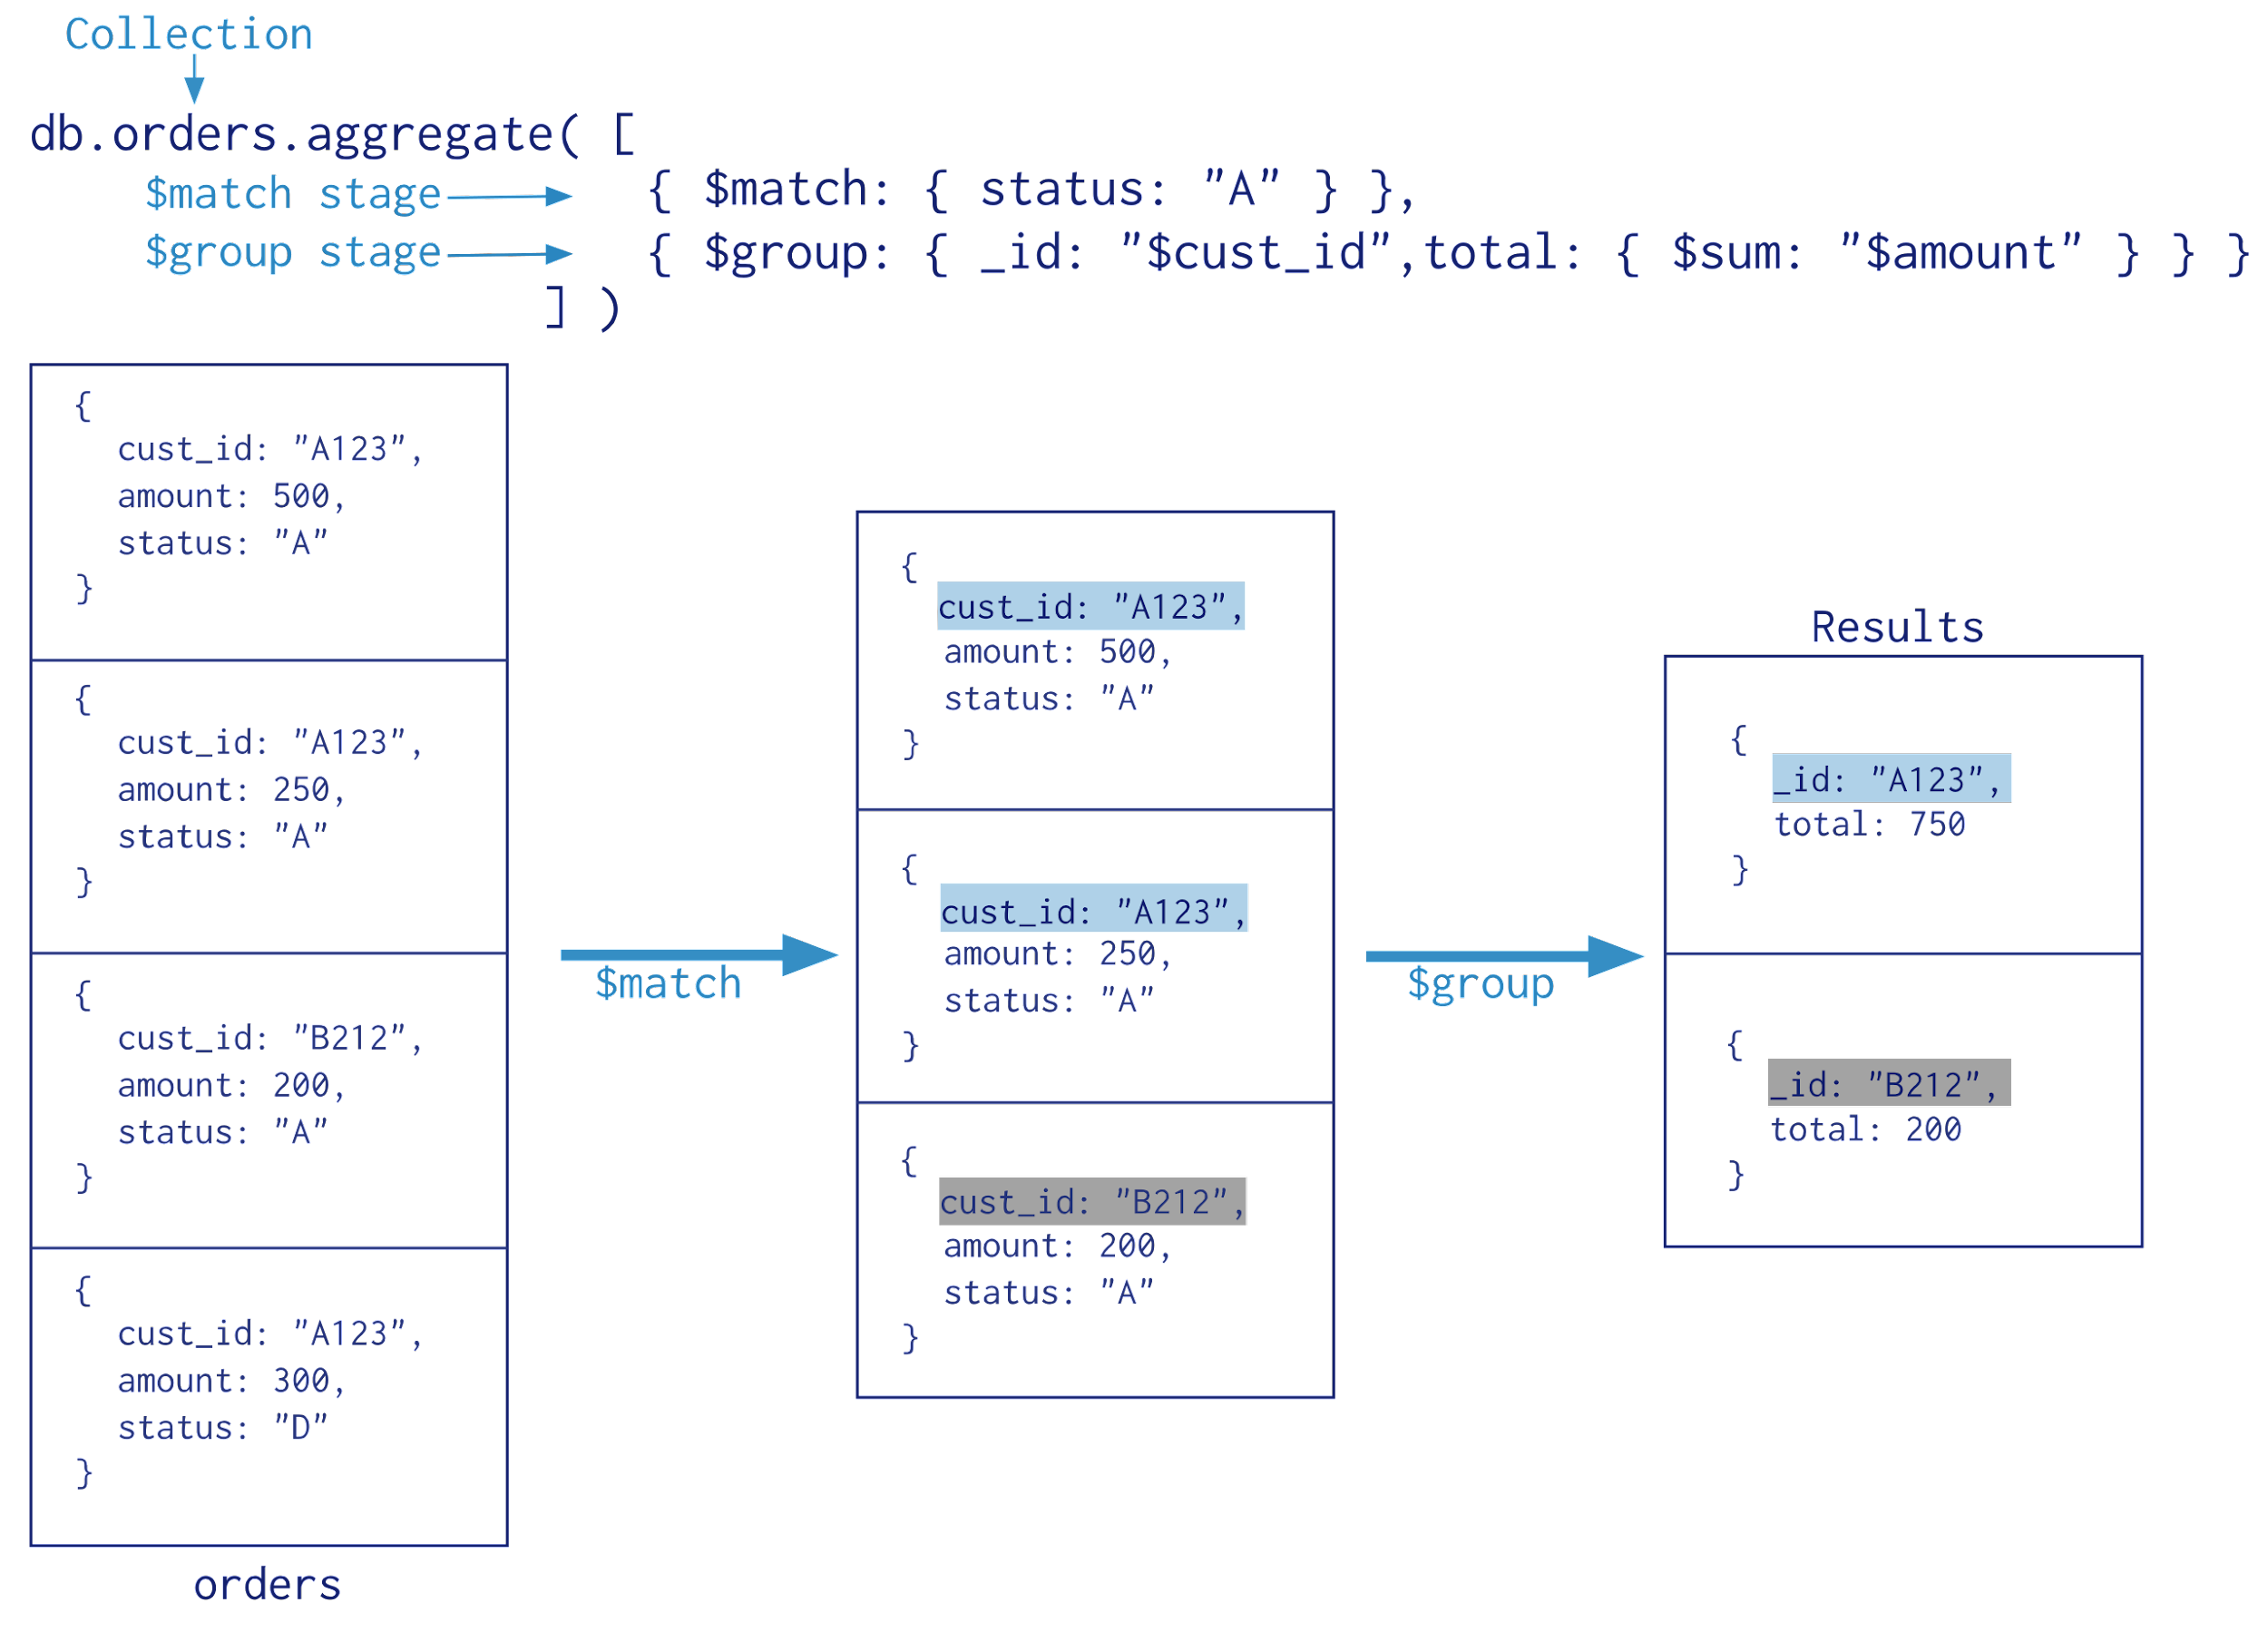 Collection
db.orders.aggregate( [
$match stage { $match: { status: "A" } },
$group stage { $group: { _id: "$cust_id",total: { $sum: "$amount" } } }
] )
{
cust_id: "A123",
amount: 500,
status: "A"
}
{
cust_id: "A123",
amount: 250,
status: "A"
}
{
cust_id: "B212",
amount: 200,
status: "A"
}
{
cust_id: "A123",
amount: 300,
status: "D"
}
orders
$match
{
cust_id: "A123",
amount: 500,
status: "A"
}
{
cust_id: "A123",
amount: 250,
status: "A"
}
{
cust_id: "B212",
amount: 200,
status: "A"
}
$group
Results
{
_id: "A123",
total: 750
}
{
_id: "B212",
total: 200
}